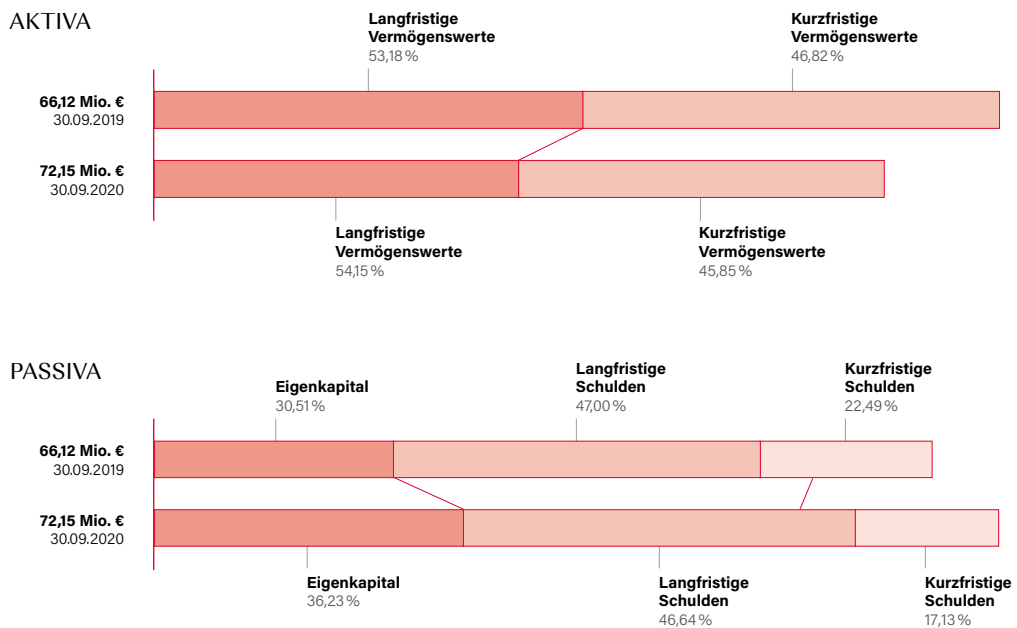 AKTIVA
Langfristige
Vermögenswerte
53,18 %
Kurzfristige
Vermögenswerte
46,82 %
66,12 Mio. €
30.09.2019
72,15 Mio. €
30.09.2020
Langfristige
Vermögenswerte
54,15 %
Kurzfristige
Vermögenswerte
45,85 %
PASSIVA
Eigenkapital
30,51 %
Langfristige
Schulden
47,00 %
Kurzfristige
Schulden
22,49 %
66,12 Mio. €
30.09.2019
72,15 Mio. €
30.09.2020
Eigenkapital
36,23 %
Langfristige
Schulden
46,64 %
Kurzfristige
Schulden
17,13 %